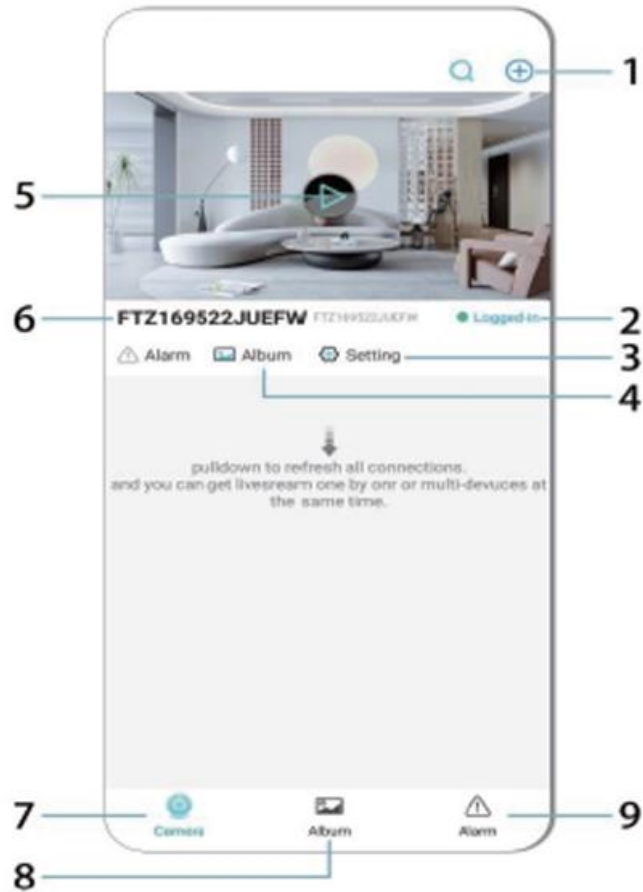 1
5
6 FTZ169522JUEFW FTZ169522JUEFW Logged-in 2
Alarm Album Setting 3
4
pulldown to refresh all connections.
and you can get livesream one by onr or multi-devuces at
the same time.
7 Camera Album Alarm 9
8